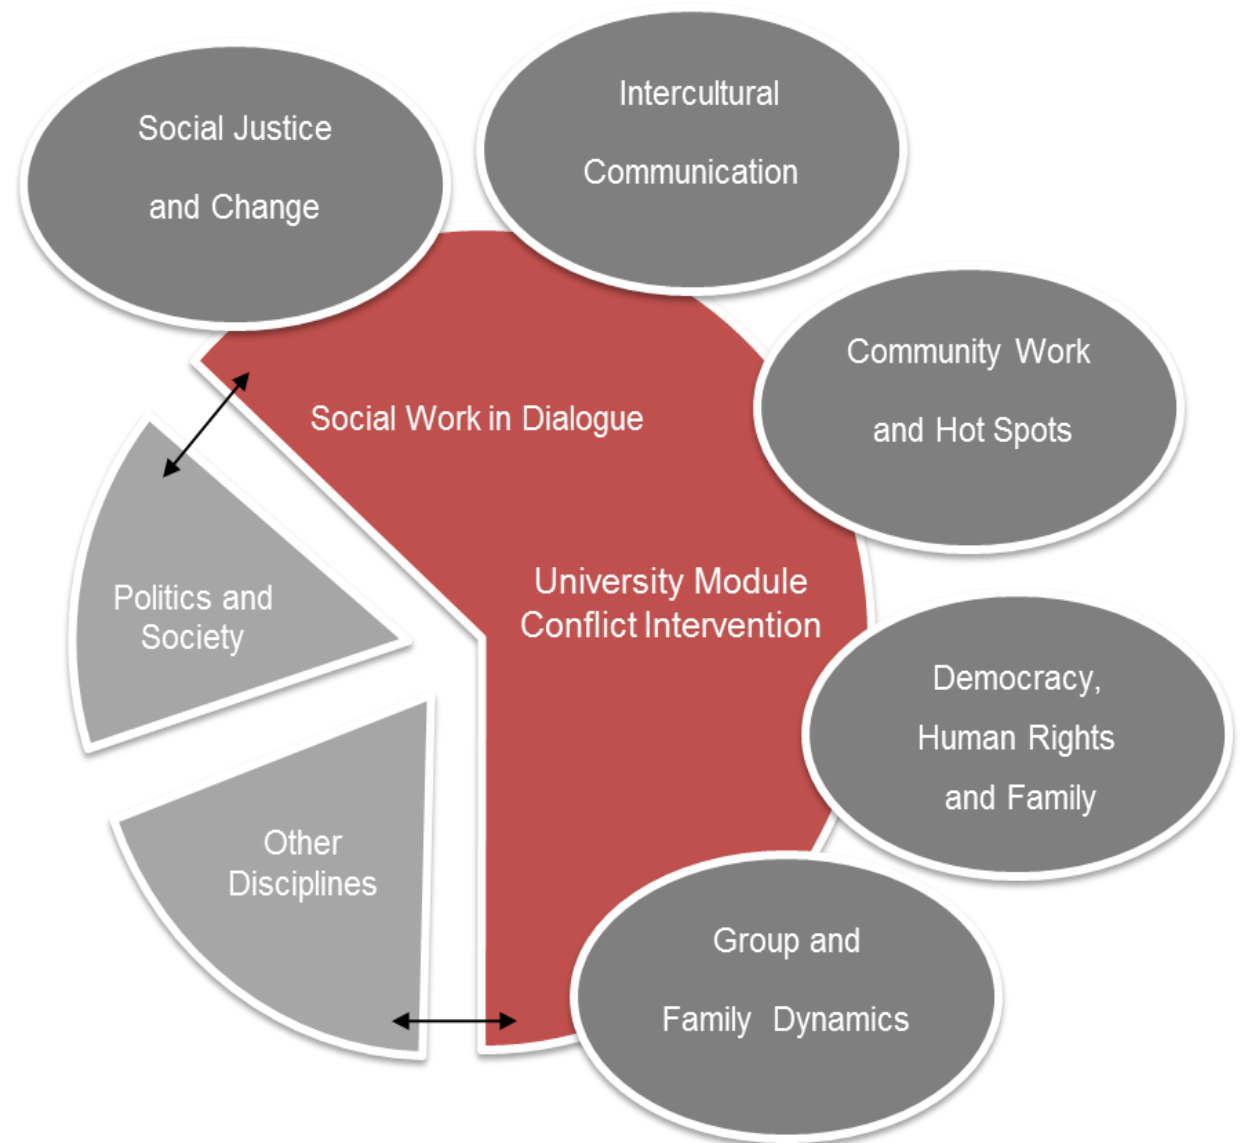 Social Justice
and Change
Intercultural
Communication
Community Work
and Hot Spots
Social Work in Dialogue
University Module
Conflict Intervention
Politics and
Society
Democracy,
Human Rights
and Family
Other
Disciplines
Group and
Family Dynamics